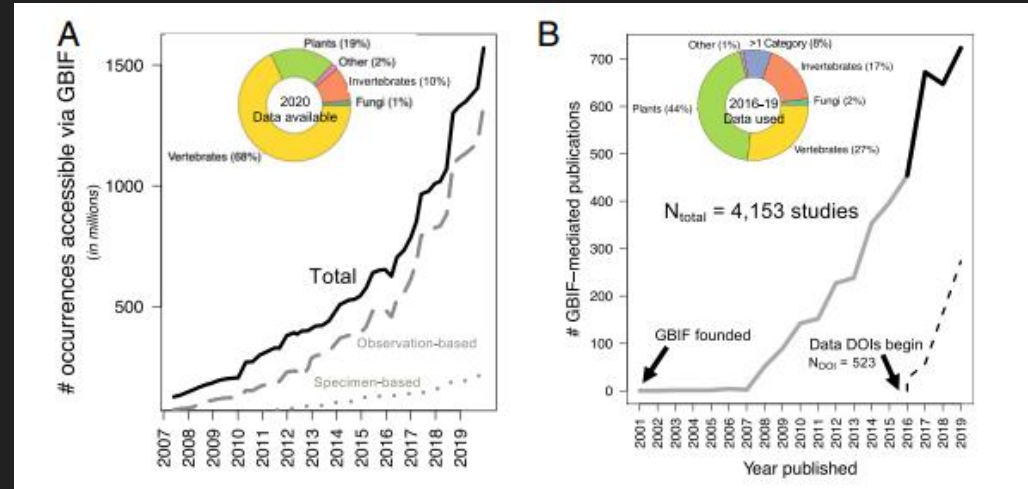 A
# occurrences accessible via GBIF
(in millions)
1500
1000
500
Plants (19%)
Other (2%)
Invertebrates (10%)
Fungi (1%)
2020
Data available
Vertebrates (68%)
Total
Observation-based
Specimen-based
2007
2008
2009
2010
2011
2012
2013
2014
2015
2016
2017
2018
2019
B
# GBIF-mediated publications
700
600
500
400
300
200
100
0
Other (1%)
>1 Category (8%)
Invertebrates (17%)
Plants (44%)
2016-19
Data used
Fungi (2%)
Vertebrates (27%)
Ntotal = 4,153 studies
GBIF founded
Data DOIs begin
NDOI = 523
2001
2002
2003
2004
2005
2006
2007
2008
2009
2010
2011
2012
2013
2014
2015
2016
2017
2018
2019
Year published